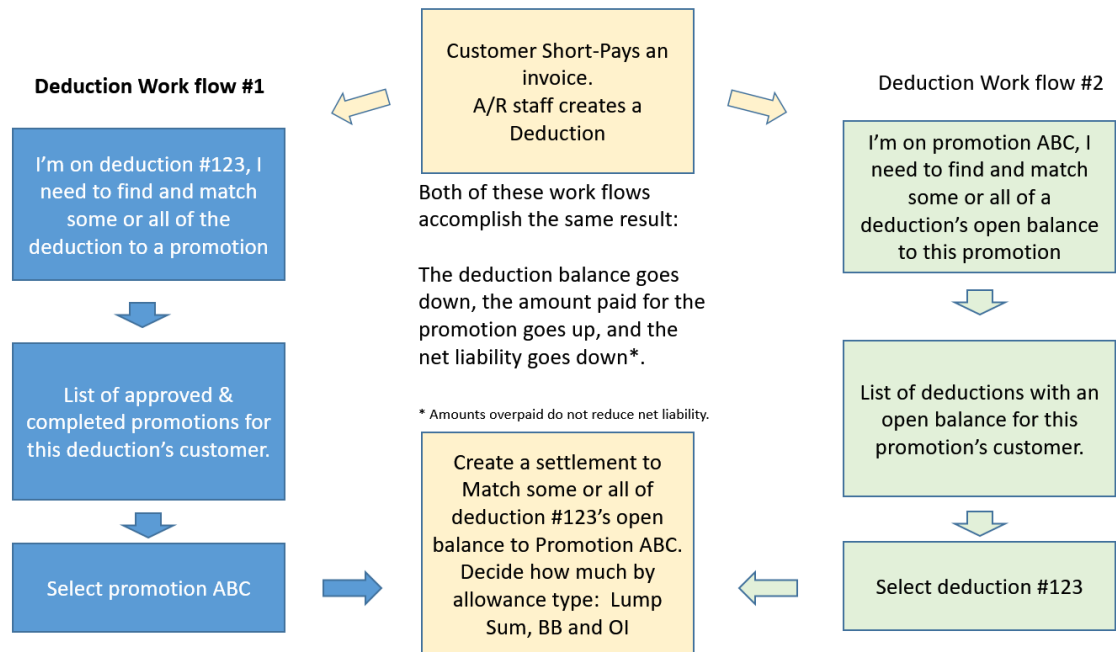 Customer Short-Pays an
invoice.
A/R staff creates a
Deduction
Deduction Work flow #1
I’m on deduction #123, I
need to find and match
some or all of the
deduction to a promotion
List of approved &
completed promotions for
this deduction’s customer.
Select promotion ABC
Both of these work flows
accomplish the same result:
The deduction balance goes
down, the amount paid for the
promotion goes up, and the
net liability goes down*.
* Amounts overpaid do not reduce net liability.
Create a settlement to
Match some or all of
deduction #123’s open
balance to Promotion ABC.
Decide how much by
allowance type:  Lump
Sum, BB and OI
Deduction Work flow #2
I’m on promotion ABC, I
need to find and match
some or all of a
deduction’s open balance
to this promotion
List of deductions with an
open balance for this
promotion’s customer.
Select deduction #123